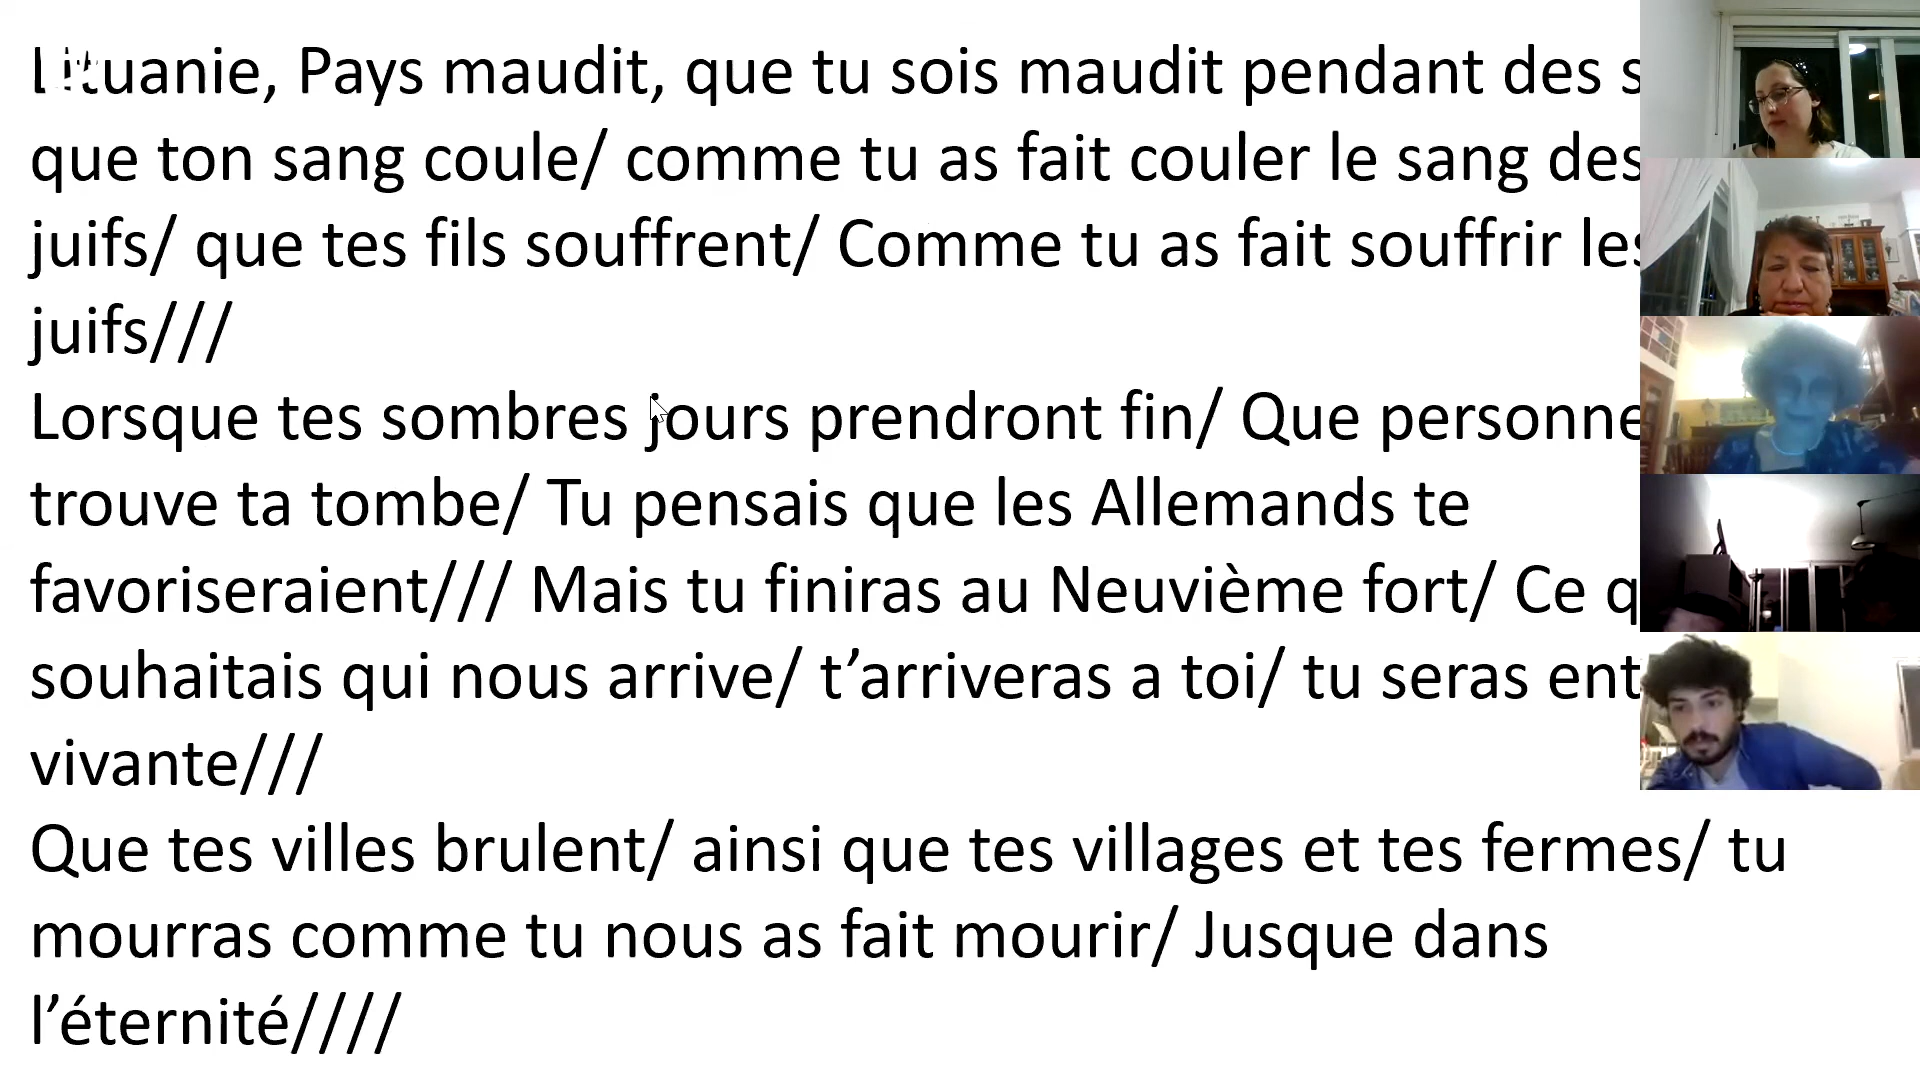 Lituanie, Pays maudit, que tu sois maudit pendant des
que ton sang coule/ comme tu as fait couler le sang des
juifs/ que tes fils souffrent/ Comme tu as fait souffrir les
juifs///
Lorsque tes sombres jours prendront fin/ Que personne
trouve ta tombe/ Tu pensais que les Allemands te
favoriseraient/// Mais tu finiras au Neuvième fort/ Ce
souhaitais qui nous arrive/ t’arriveras a toi/ tu seras
vivante///
Que tes villes brulent/ ainsi que tes villages et tes fermes/ tu
mourras comme tu nous as fait mourir/ Jusque dans
l’éternité////